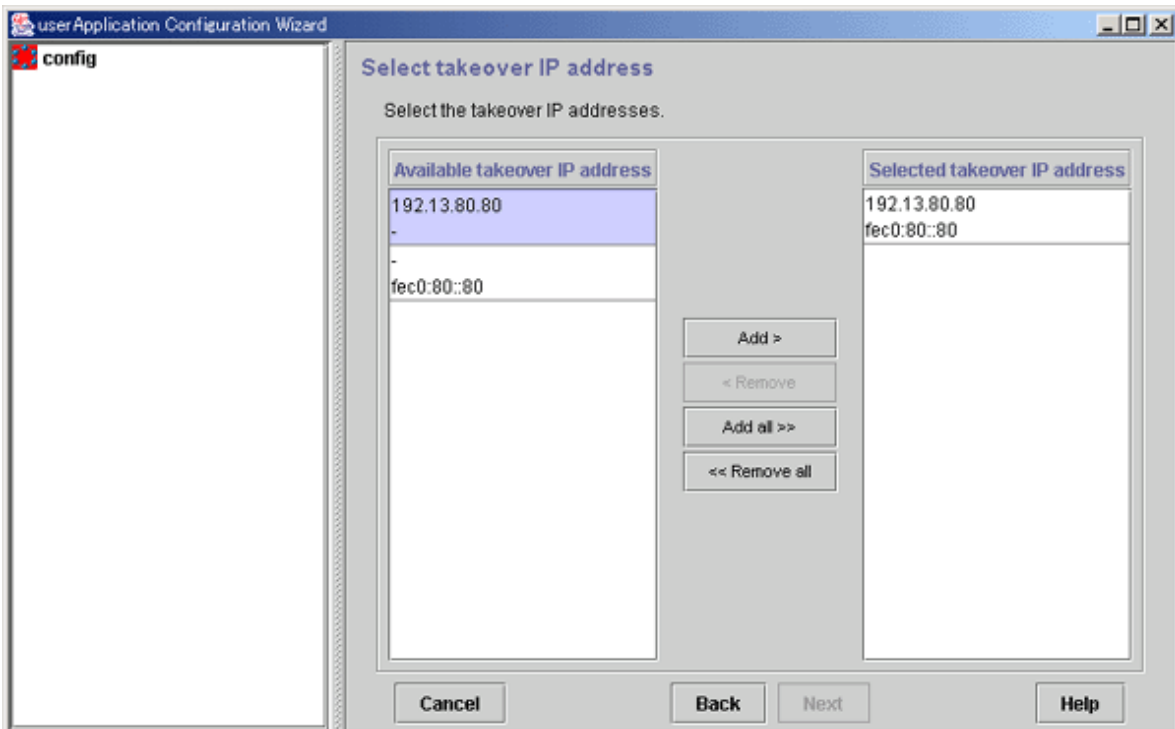 userApplication Configuration Wizard
config
Select takeover IP address
Select the takeover IP addresses.
Available takeover IP address
192.13.80.80
-
-
fec0:80::80
Add >
< Remove
Add all >>
<< Remove all
Selected takeover IP address
192.13.80.80
fec0:80::80
Cancel
Back
Next
Help